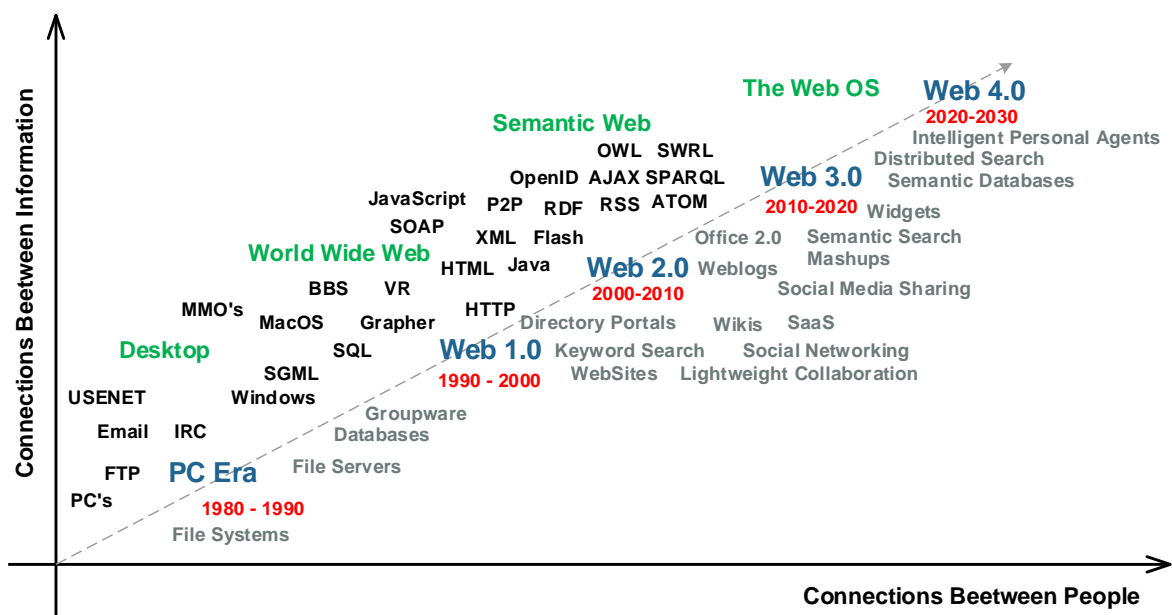 Connections Beetween Information
The Web OS
Web 4.0
2020-2030
Semantic Web
Intelligent Personal Agents
OWL SWRL
Distributed Search
OpenID AJAX SPARQL
Web 3.0
Semantic Databases
JavaScript
P2P RDF RSS ATOM
2010-2020
Widgets
SOAP
XML Flash
Office 2.0
Semantic Search
World Wide Web
Mashups
HTML Java
Web 2.0
Weblogs
BBS VR
2000-2010
Social Media Sharing
MMO's
MacOS Grapher
HTTP
Directory Portals
Wikis SaaS
Desktop
SQL
Web 1.0
Keyword Search
Social Networking
SGML
1990 - 2000
WebSites
Lightweight Collaboration
USENET
Windows
Groupware
Email IRC
Databases
FTP
PC Era
File Servers
PC's
1980 - 1990
File Systems
Connections Beetween People